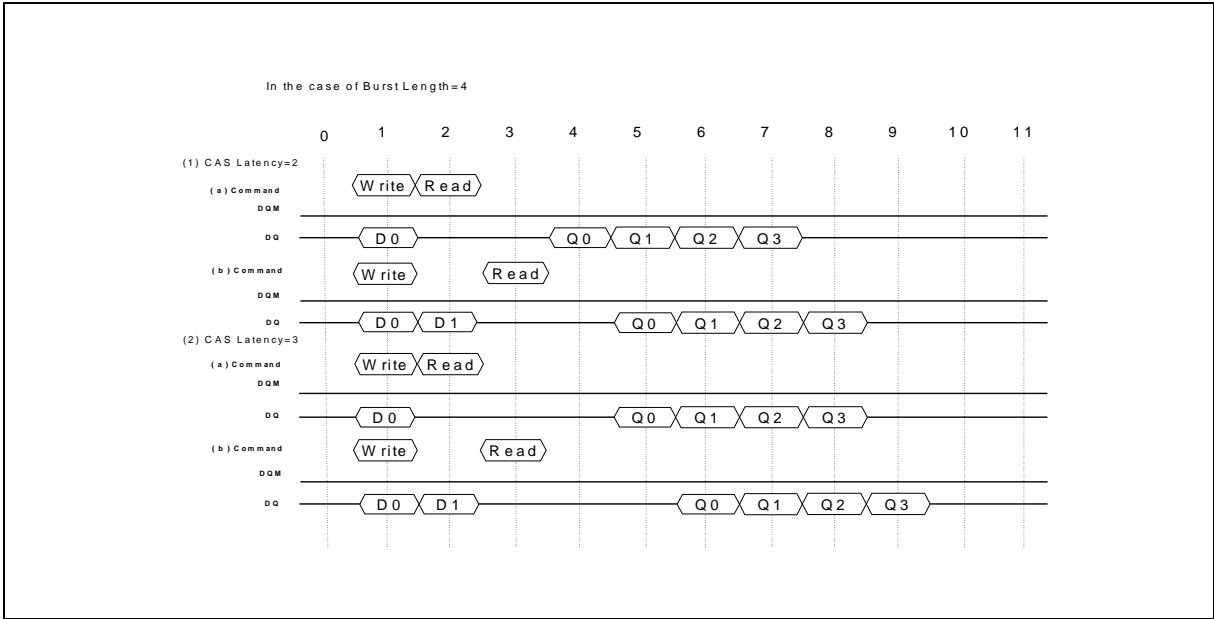 In the case of Burst Length=4
0 1 2 3 4 5 6 7 8 9 10 11
(1) CAS Latency=2
(a)Command Write Read
DQM
DQ D0 Q0 Q1 Q2 Q3
(b)Command Write Read
DQM
DQ D0 D1 Q0 Q1 Q2 Q3
(2) CAS Latency=3
(a)Command Write Read
DQM
DQ D0 Q0 Q1 Q2 Q3
(b)Command Write Read
DQM
DQ D0 D1 Q0 Q1 Q2 Q3